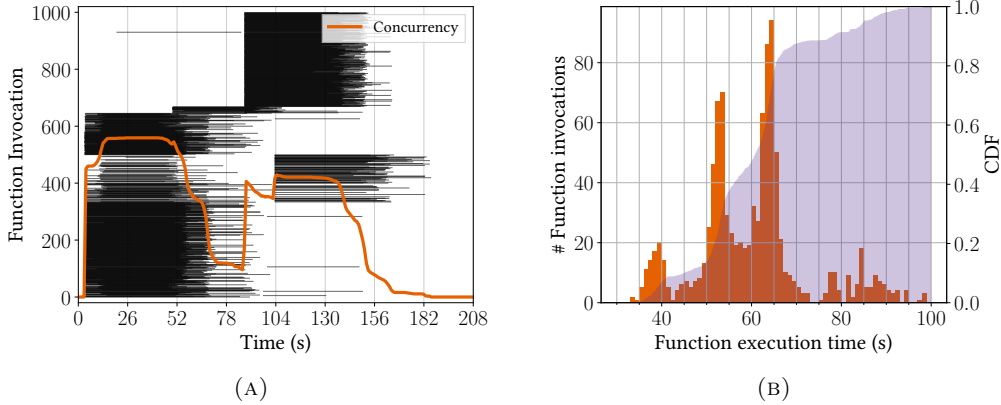 1000
800
600
400
200
0
Function Invocation
Concurrency
0 26 52 78 104 130 156 182 208
Time (s)
(A)
80
60
40
20
0
# Function invocations
1.0
0.8
0.6
0.4
0.2
0.0
CDF
40 60 80 100
Function execution time (s)
(B)